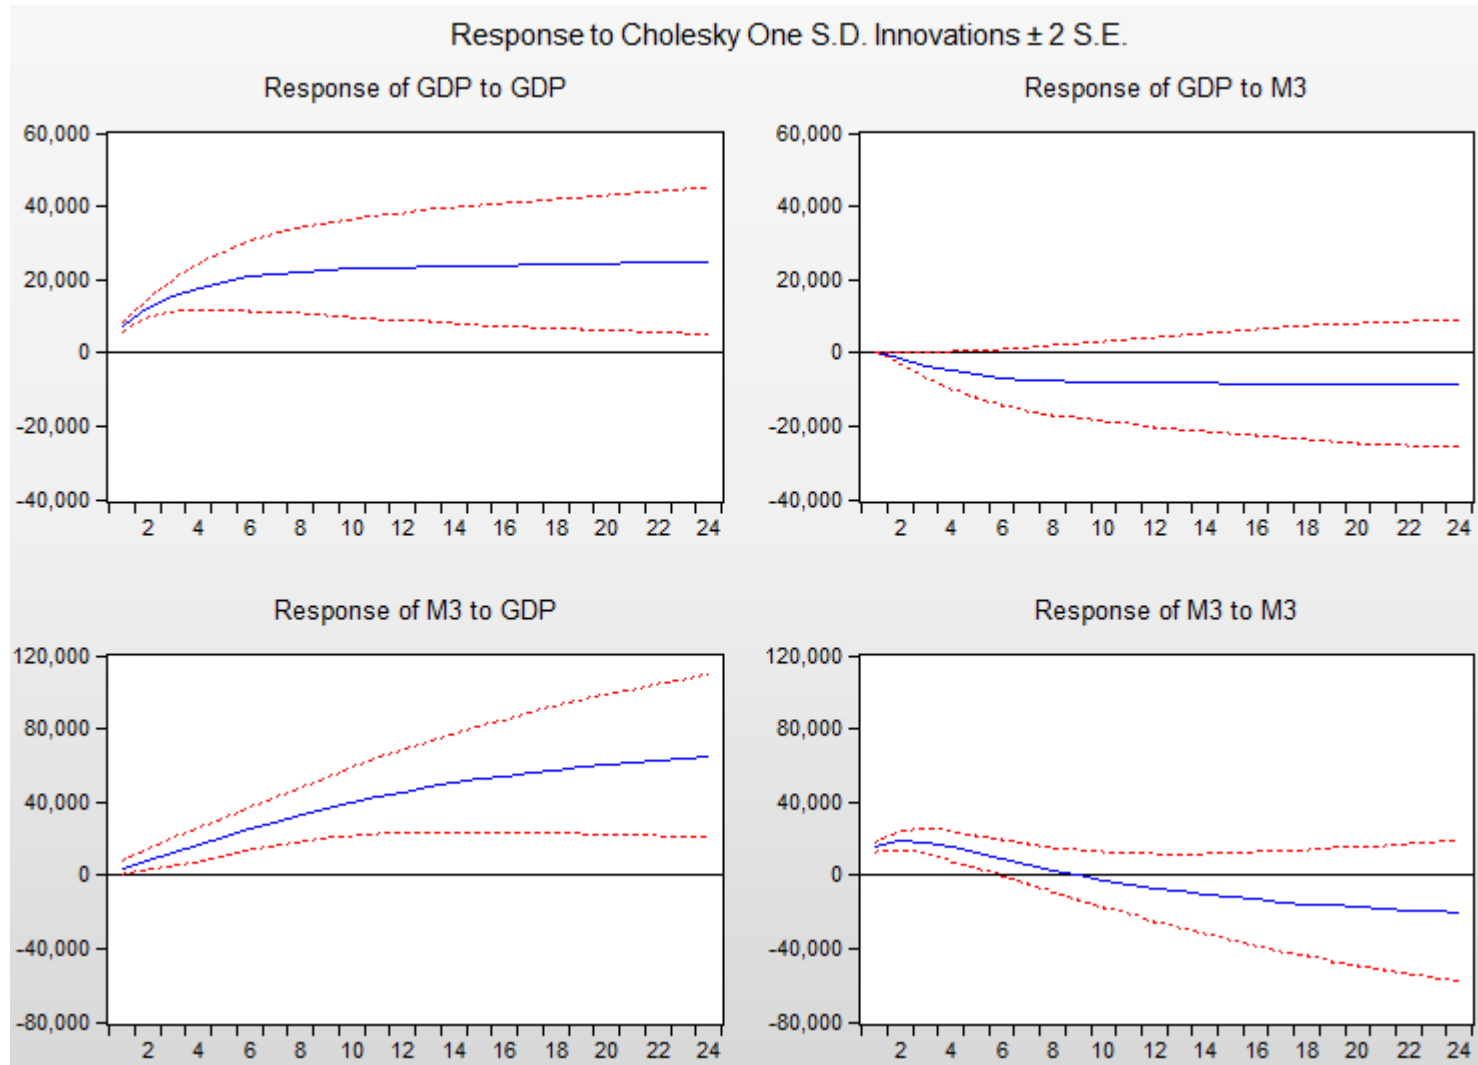 Response to Cholesky One S.D. Innovations ± 2 S.E.
Response of GDP to GDP
60,000
40,000
20,000
0
-20,000
-40,000
2 4 6 8 10 12 14 16 18 20 22 24
Response of GDP to M3
60,000
40,000
20,000
0
-20,000
-40,000
2 4 6 8 10 12 14 16 18 20 22 24
Response of M3 to GDP
120,000
80,000
40,000
0
-40,000
-80,000
2 4 6 8 10 12 14 16 18 20 22 24
Response of M3 to M3
120,000
80,000
40,000
0
-40,000
-80,000
2 4 6 8 10 12 14 16 18 20 22 24